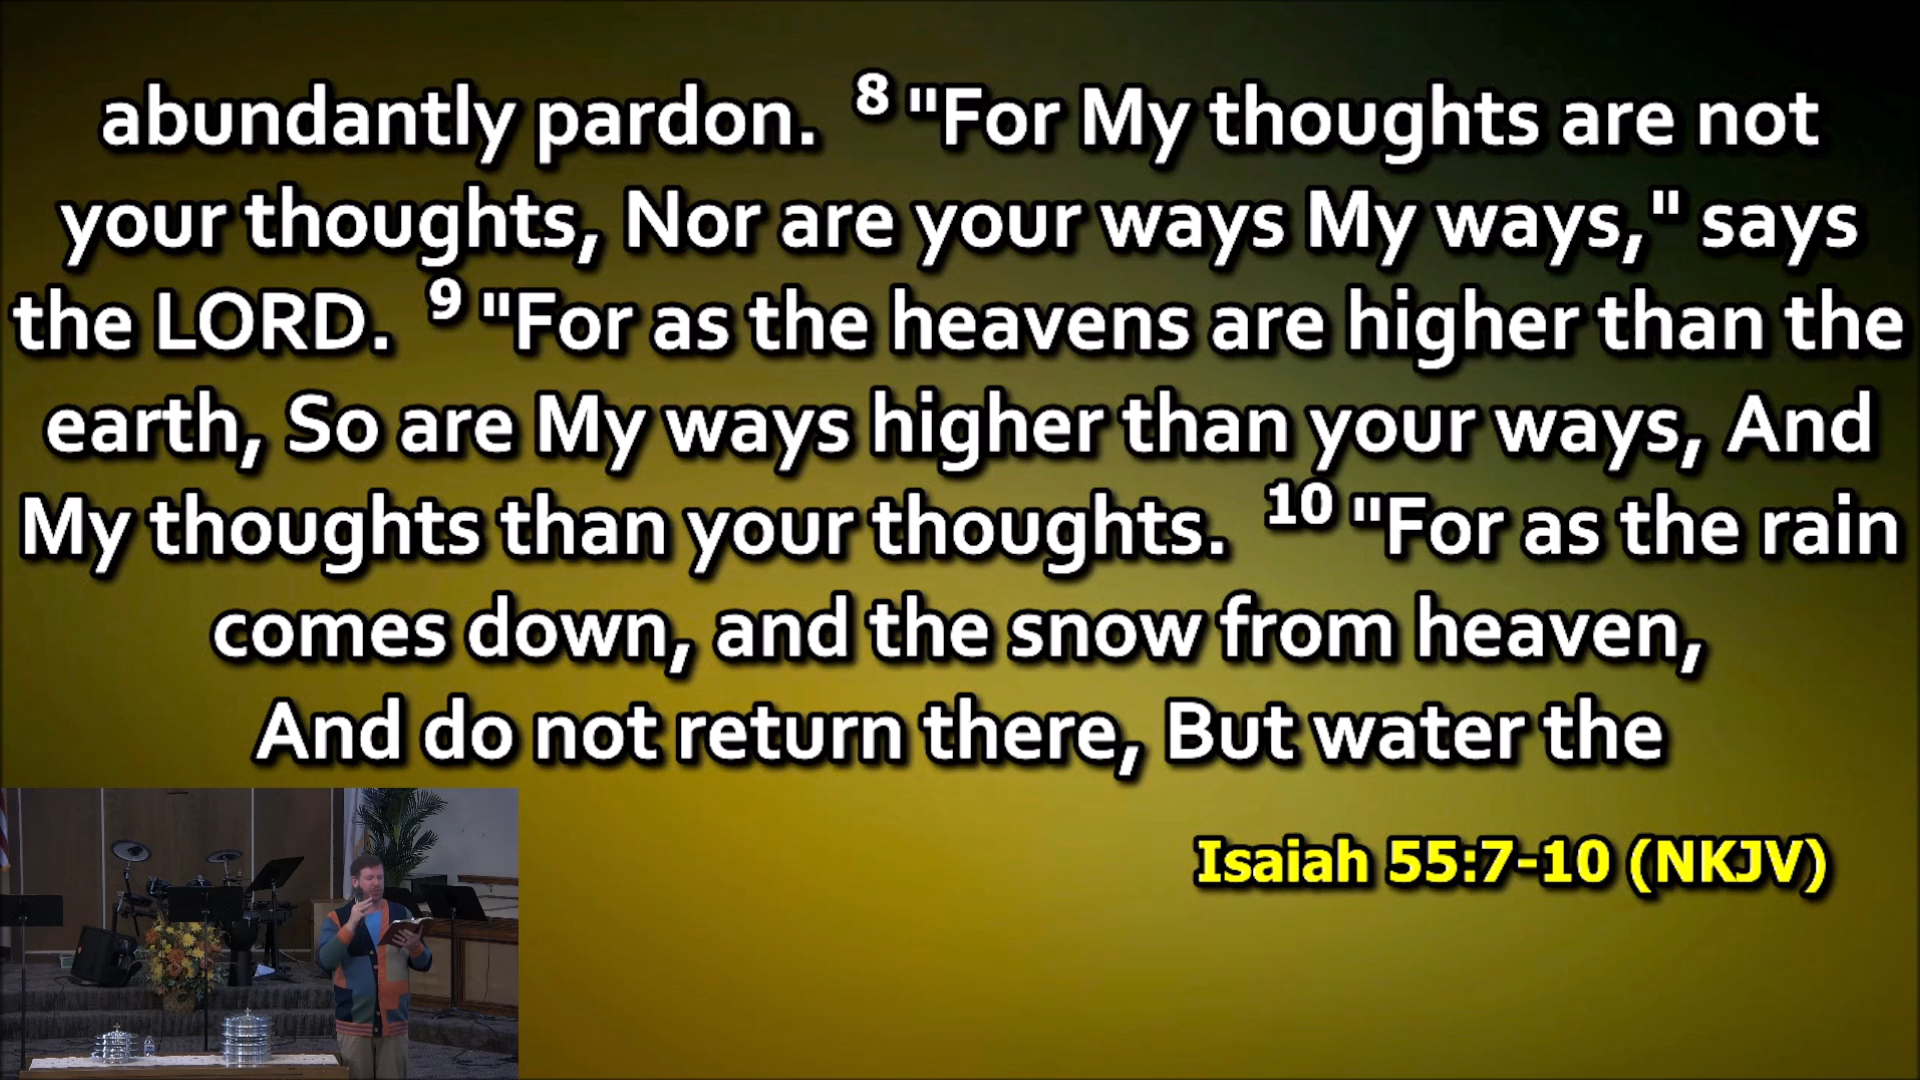 abundantly pardon. 8 "For My thoughts are not
your thoughts, Nor are your ways My ways," says
the LORD. 9 "For as the heavens are higher than the
earth, So are My ways higher than your ways, And
My thoughts than your thoughts. 10 "For as the rain
comes down, and the snow from heaven,
And do not return there, But water the
Isaiah 55:7-10 (NKJV)